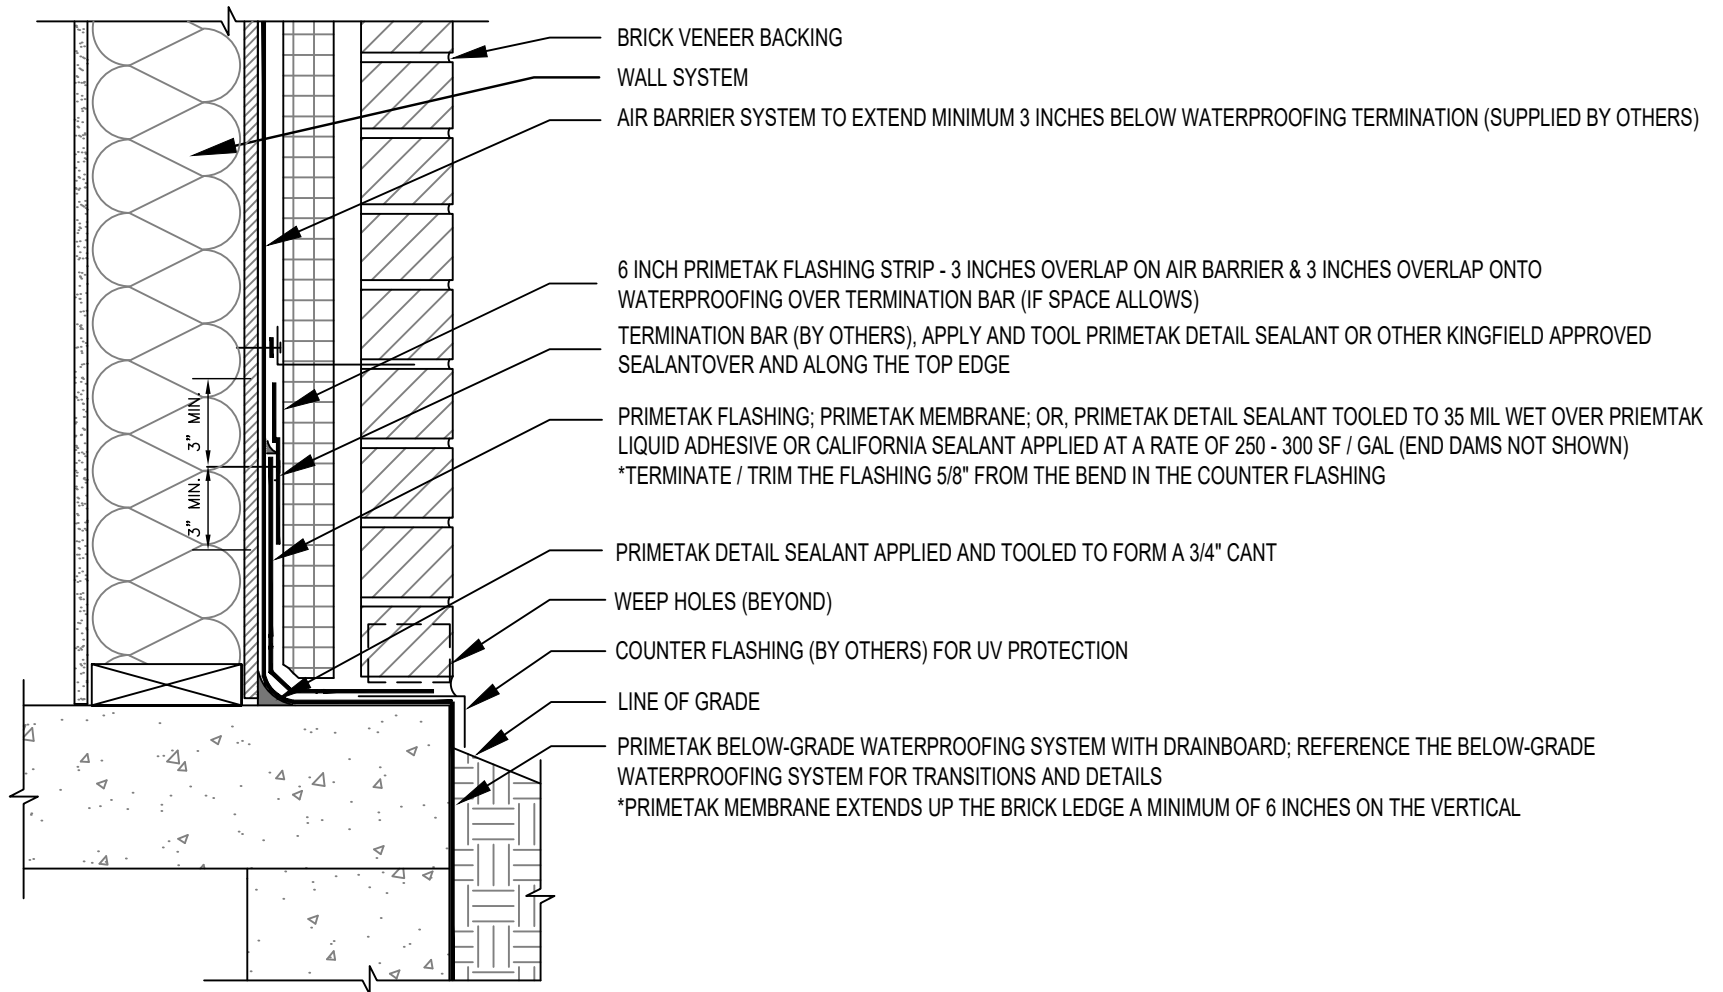 BRICK VENEER BACKING
WALL SYSTEM
AIR BARRIER SYSTEM TO EXTEND MINIMUM 3 INCHES BELOW WATERPROOFING TERMINATION (SUPPLIED BY OTHERS)
6 INCH PRIMETAK FLASHING STRIP - 3 INCHES OVERLAP ON AIR BARRIER & 3 INCHES OVERLAP ONTO
WATERPROOFING OVER TERMINATION BAR (IF SPACE ALLOWS)
TERMINATION BAR (BY OTHERS), APPLY AND TOOL PRIMETAK DETAIL SEALANT OR OTHER KINGFIELD APPROVED
SEALANTOVER AND ALONG THE TOP EDGE
3" MIN.
3" MIN.
PRIMETAK FLASHING; PRIMETAK MEMBRANE; OR, PRIMETAK DETAIL SEALANT TOOLED TO 35 MIL WET OVER PRIEMTAK
LIQUID ADHESIVE OR CALIFORNIA SEALANT APPLIED AT A RATE OF 250 - 300 SF / GAL (END DAMS NOT SHOWN)
*TERMINATE / TRIM THE FLASHING 5/8" FROM THE BEND IN THE COUNTER FLASHING
PRIMETAK DETAIL SEALANT APPLIED AND TOOLED TO FORM A 3/4" CANT
WEEP HOLES (BEYOND)
COUNTER FLASHING (BY OTHERS) FOR UV PROTECTION
LINE OF GRADE
PRIMETAK BELOW-GRADE WATERPROOFING SYSTEM WITH DRAINBOARD; REFERENCE THE BELOW-GRADE
WATERPROOFING SYSTEM FOR TRANSITIONS AND DETAILS
*PRIMETAK MEMBRANE EXTENDS UP THE BRICK LEDGE A MINIMUM OF 6 INCHES ON THE VERTICAL